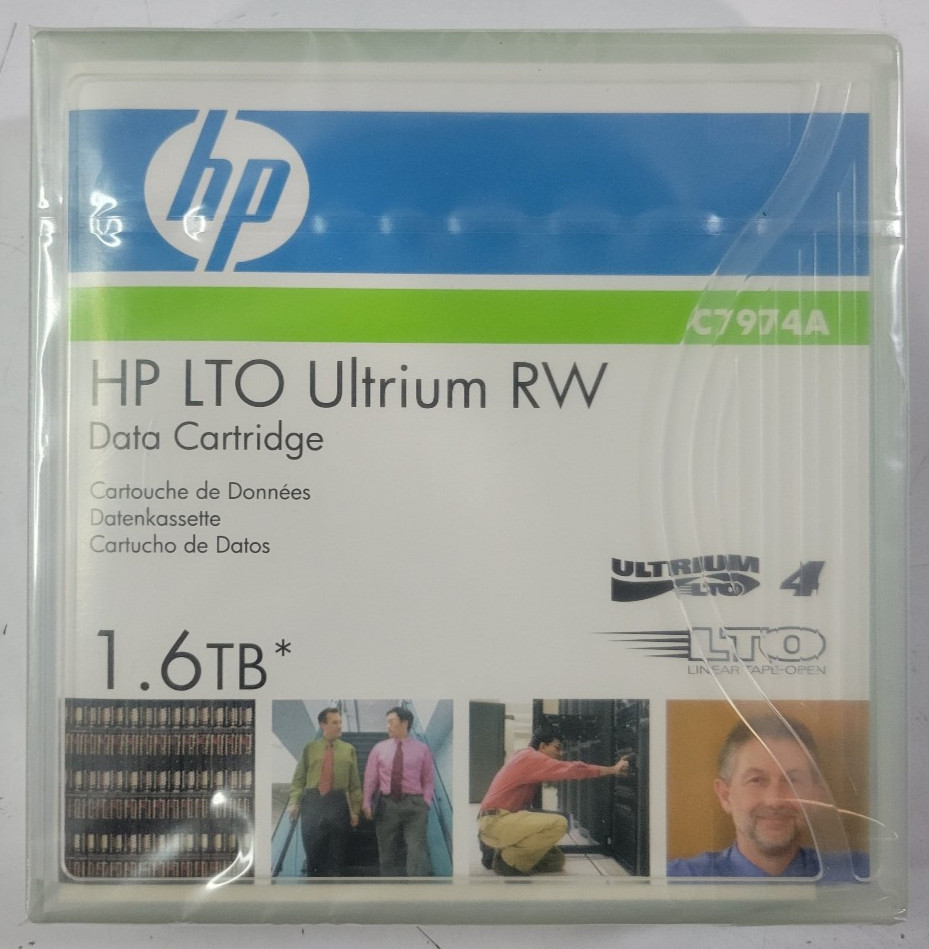 hp
C7974A
HP LTO Ultrium RW
Data Cartridge
Cartouche de Données
Datenkassette
Cartucho de Datos
ULTRIUM
LTO
4
1.6TB*
LTO
LINEAR TAPE-OPEN